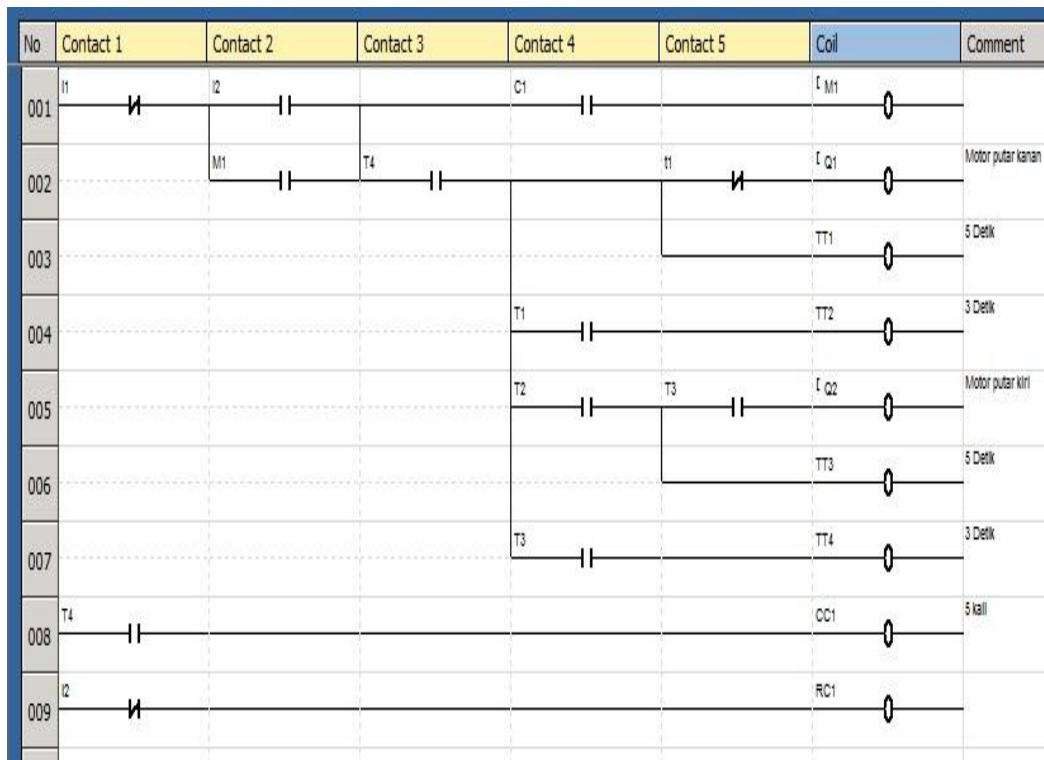 No Contact 1 Contact 2 Contact 3 Contact 4 Contact 5 Coil Comment
001 I1 I2 C1 [ M1
002 M1 T4 t1 [ Q1 Motor putar kanan
003 TT1 5 Detik
004 T1 TT2 3 Detik
005 T2 T3 [ Q2 Motor putar kiri
006 TT3 5 Detik
007 T3 TT4 3 Detik
008 T4 CC1 5 kali
009 I2 RC1